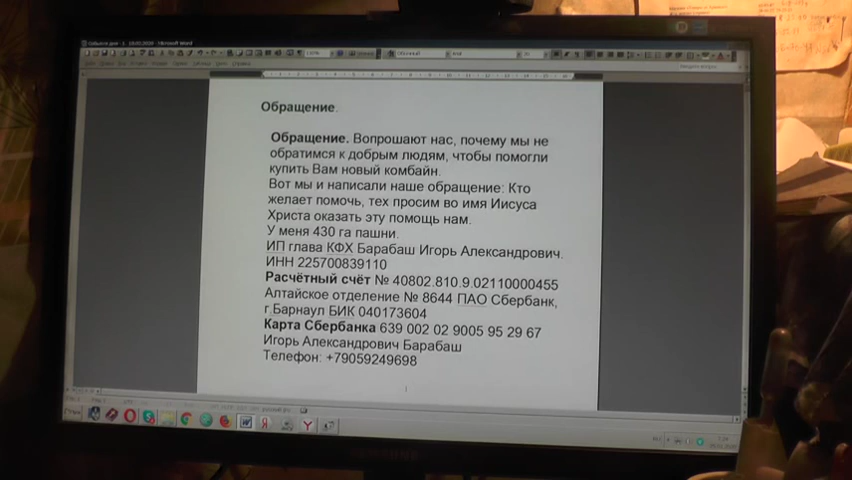 Обращение.
Обращение. Вопрошают нас, почему мы не
обратимся к добрым людям, чтобы помогли
купить Вам новый комбайн.
Вот мы и написали наше обращение: Кто
желает помочь, тех просим во имя Иисуса
Христа оказать эту помощь нам.
У меня 430 га пашни.
ИП глава КФХ Барабаш Игорь Александрович.
ИНН 225700839110
Расчётный счёт № 40802.810.9.02110000455
Алтайское отделение № 8644 ПАО Сбербанк,
г.Барнаул БИК 040173604
Карта Сбербанка 639 002 02 9005 95 29 67
Игорь Александрович Барабаш
Телефон: +79059249698